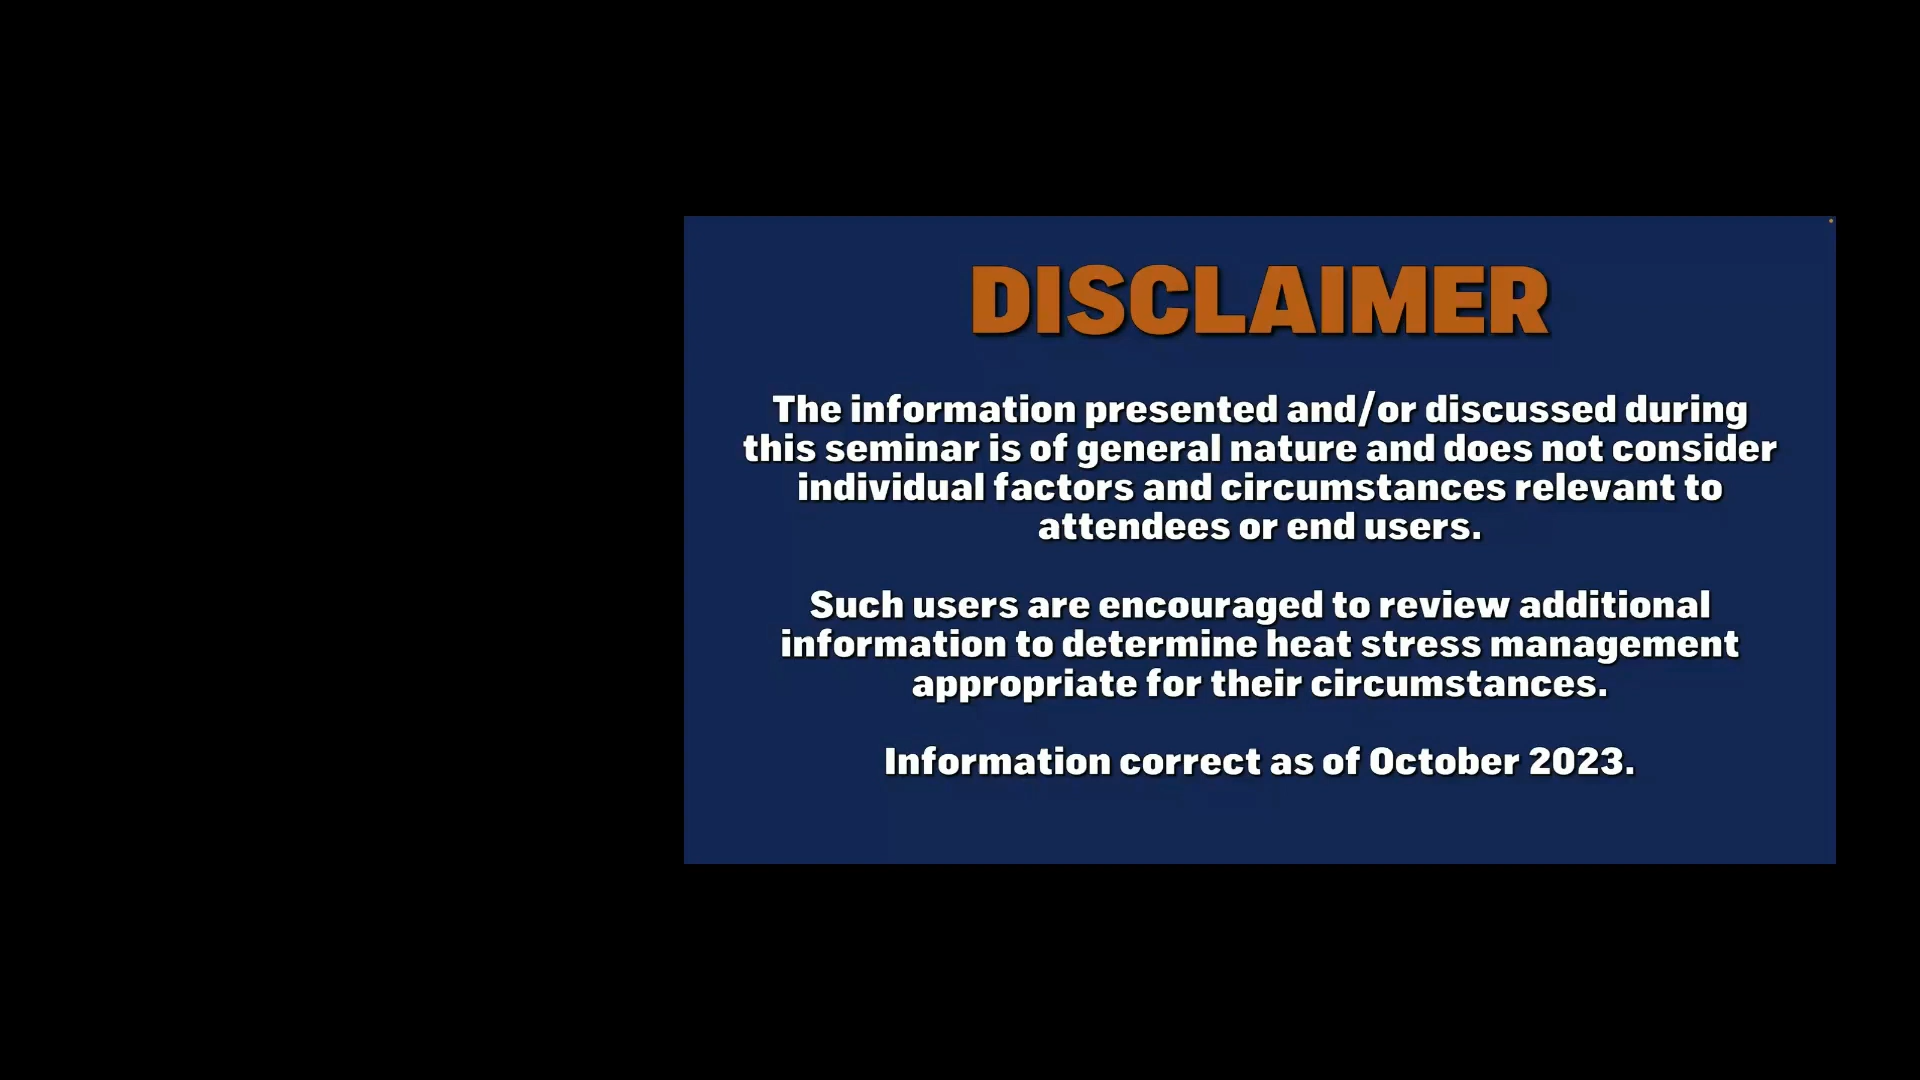 DISCLAIMER
The information presented and/or discussed during
this seminar is of general nature and does not consider
individual factors and circumstances relevant to
attendees or end users.
Such users are encouraged to review additional
information to determine heat stress management
appropriate for their circumstances.
Information correct as of October 2023.